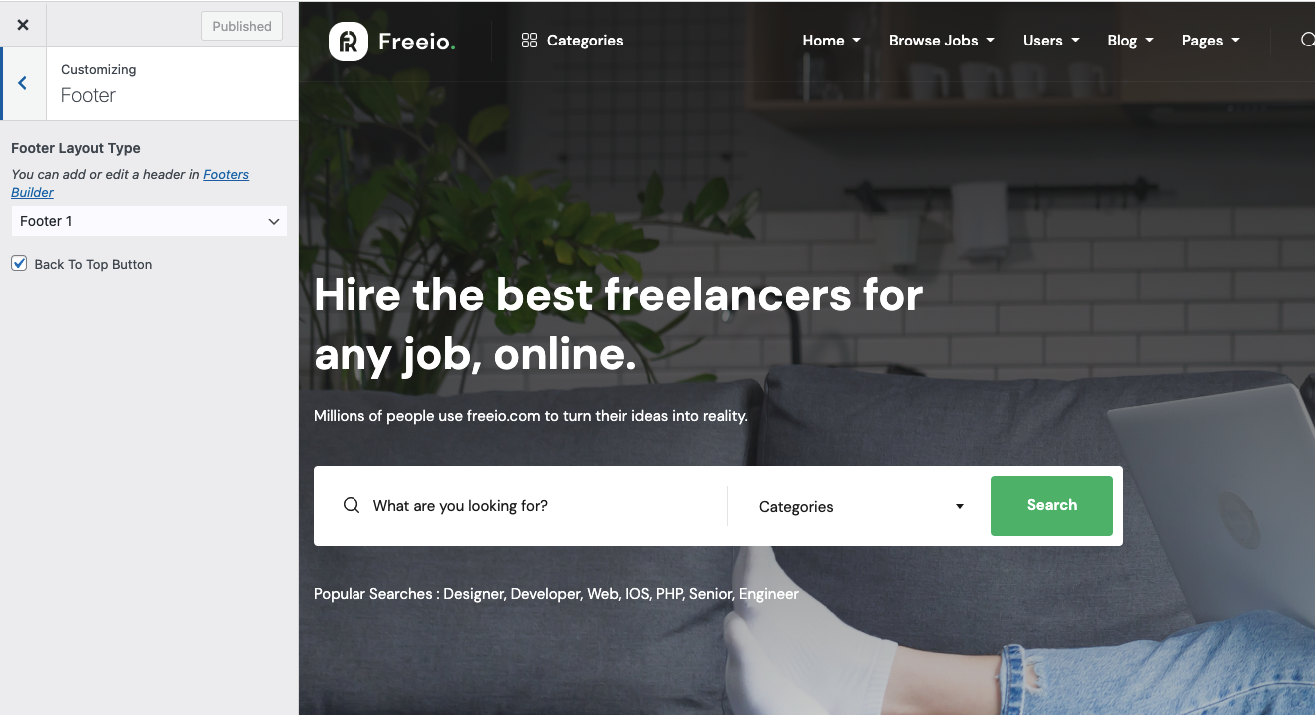 Published
Customizing
Footer
Footer Layout Type
You can add or edit a header in Footers
Builder
Footer 1
Back To Top Button
Freeio.
Categories
Home
Browse Jobs
Users
Blog
Pages
Hire the best freelancers for
any job, online.
Millions of people use freeio.com to turn their ideas into reality.
What are you looking for?
Categories
Search
Popular Searches : Designer, Developer, Web, IOS, PHP, Senior, Engineer